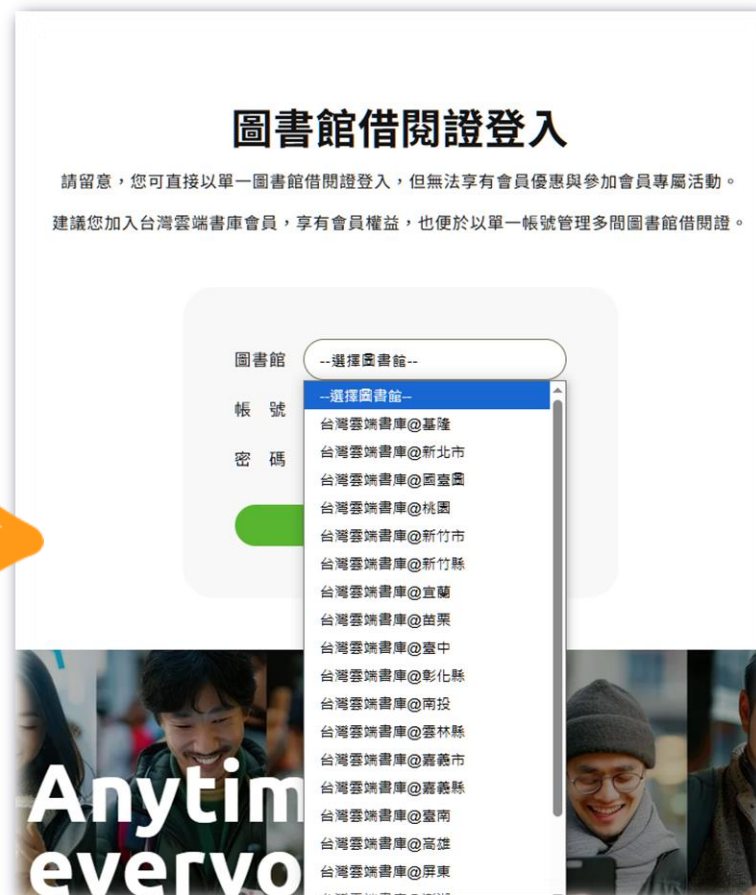 圖書館借閱證登入
請留意，您可直接以單一圖書館借閱證登入，但無法享有會員優惠與參加會員專屬活動。
建議您加入台灣雲端書庫會員，享有會員權益，也便於以單一帳號管理多間圖書館借閱證。
圖書館
--選擇圖書館--
--選擇圖書館--
帳 號
台灣雲端書庫@基隆
台灣雲端書庫@新北市
密 碼
台灣雲端書庫@國臺圖
台灣雲端書庫@桃園
台灣雲端書庫@新竹市
台灣雲端書庫@新竹縣
台灣雲端書庫@宜蘭
台灣雲端書庫@苗栗
台灣雲端書庫@臺中
台灣雲端書庫@彰化縣
台灣雲端書庫@南投
台灣雲端書庫@雲林縣
台灣雲端書庫@嘉義市
台灣雲端書庫@嘉義縣
台灣雲端書庫@臺南
台灣雲端書庫@高雄
台灣雲端書庫@屏東
Anytim
everyo